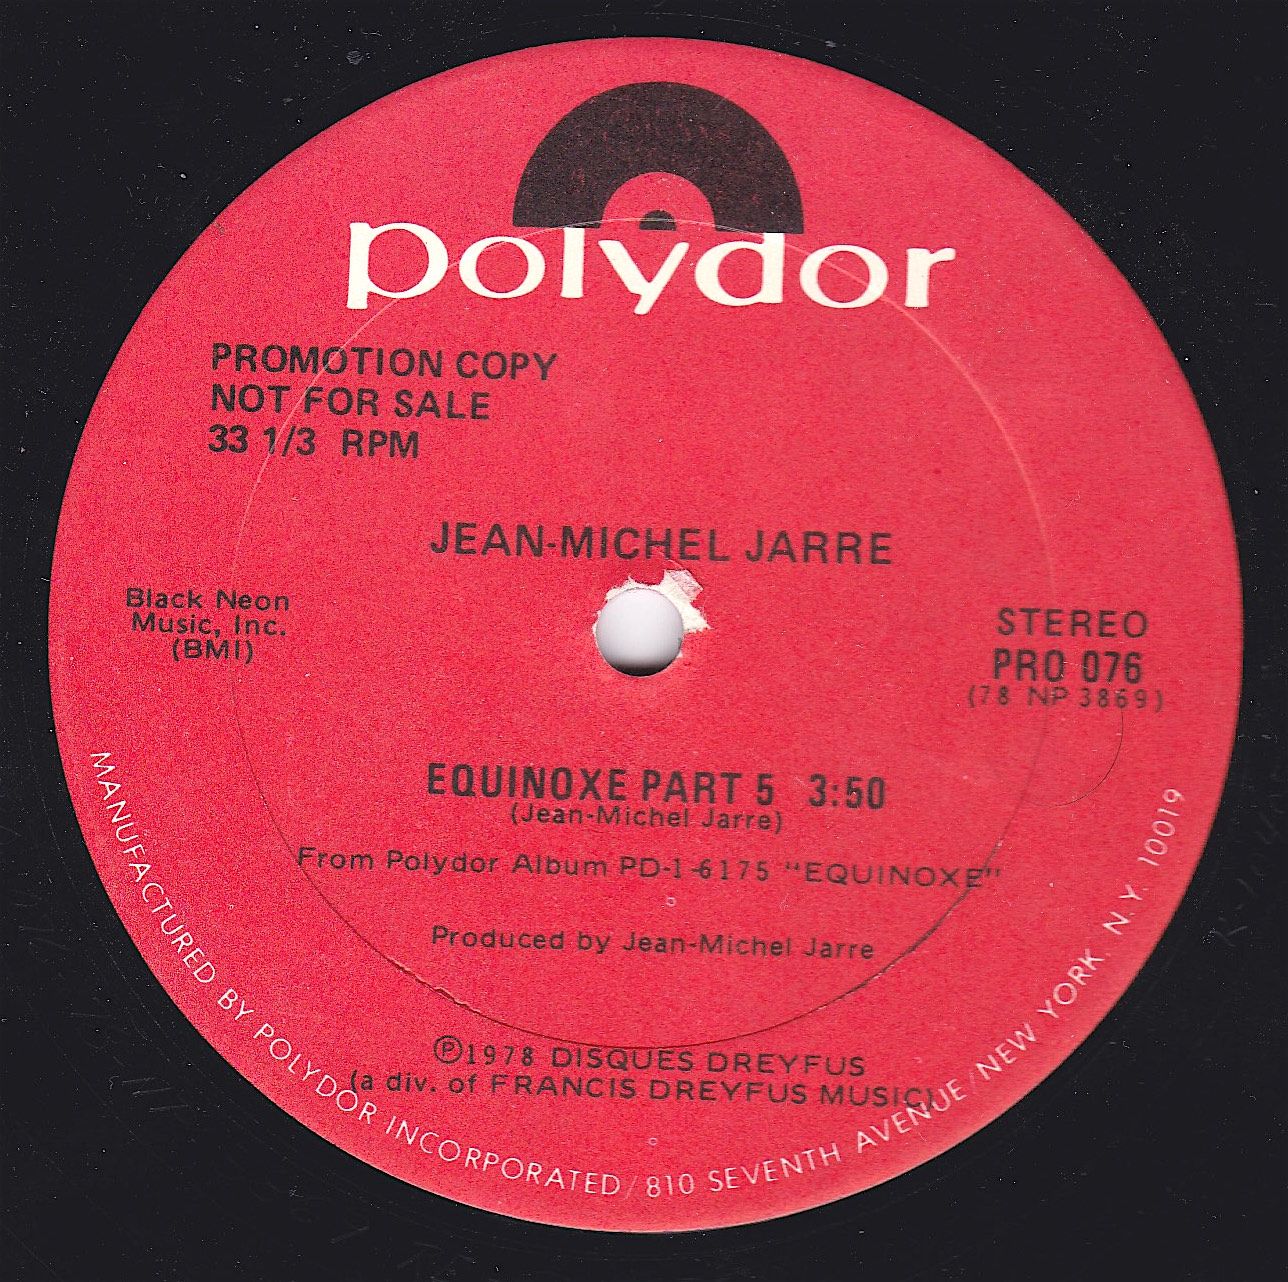 polydor
PROMOTION COPY
NOT FOR SALE
33 1/3 RPM
JEAN-MICHEL JARRE
Black Neon
Music, Inc.
(BMI)
STEREO
PRO 076
(78 NP 3869)
EQUINOXE PART 5 3:50
(Jean-Michel Jarre)
From Polydor Album PD-1-6175 "EQUINOXE"
Produced by Jean-Michel Jarre
℗1978 DISQUES DREYFUS
(a div. of FRANCIS DREYFUS MUSIC)
MANUFACTURED BY POLYDOR INCORPORATED/810 SEVENTH AVENUE/NEW YORK, N.Y. 10019